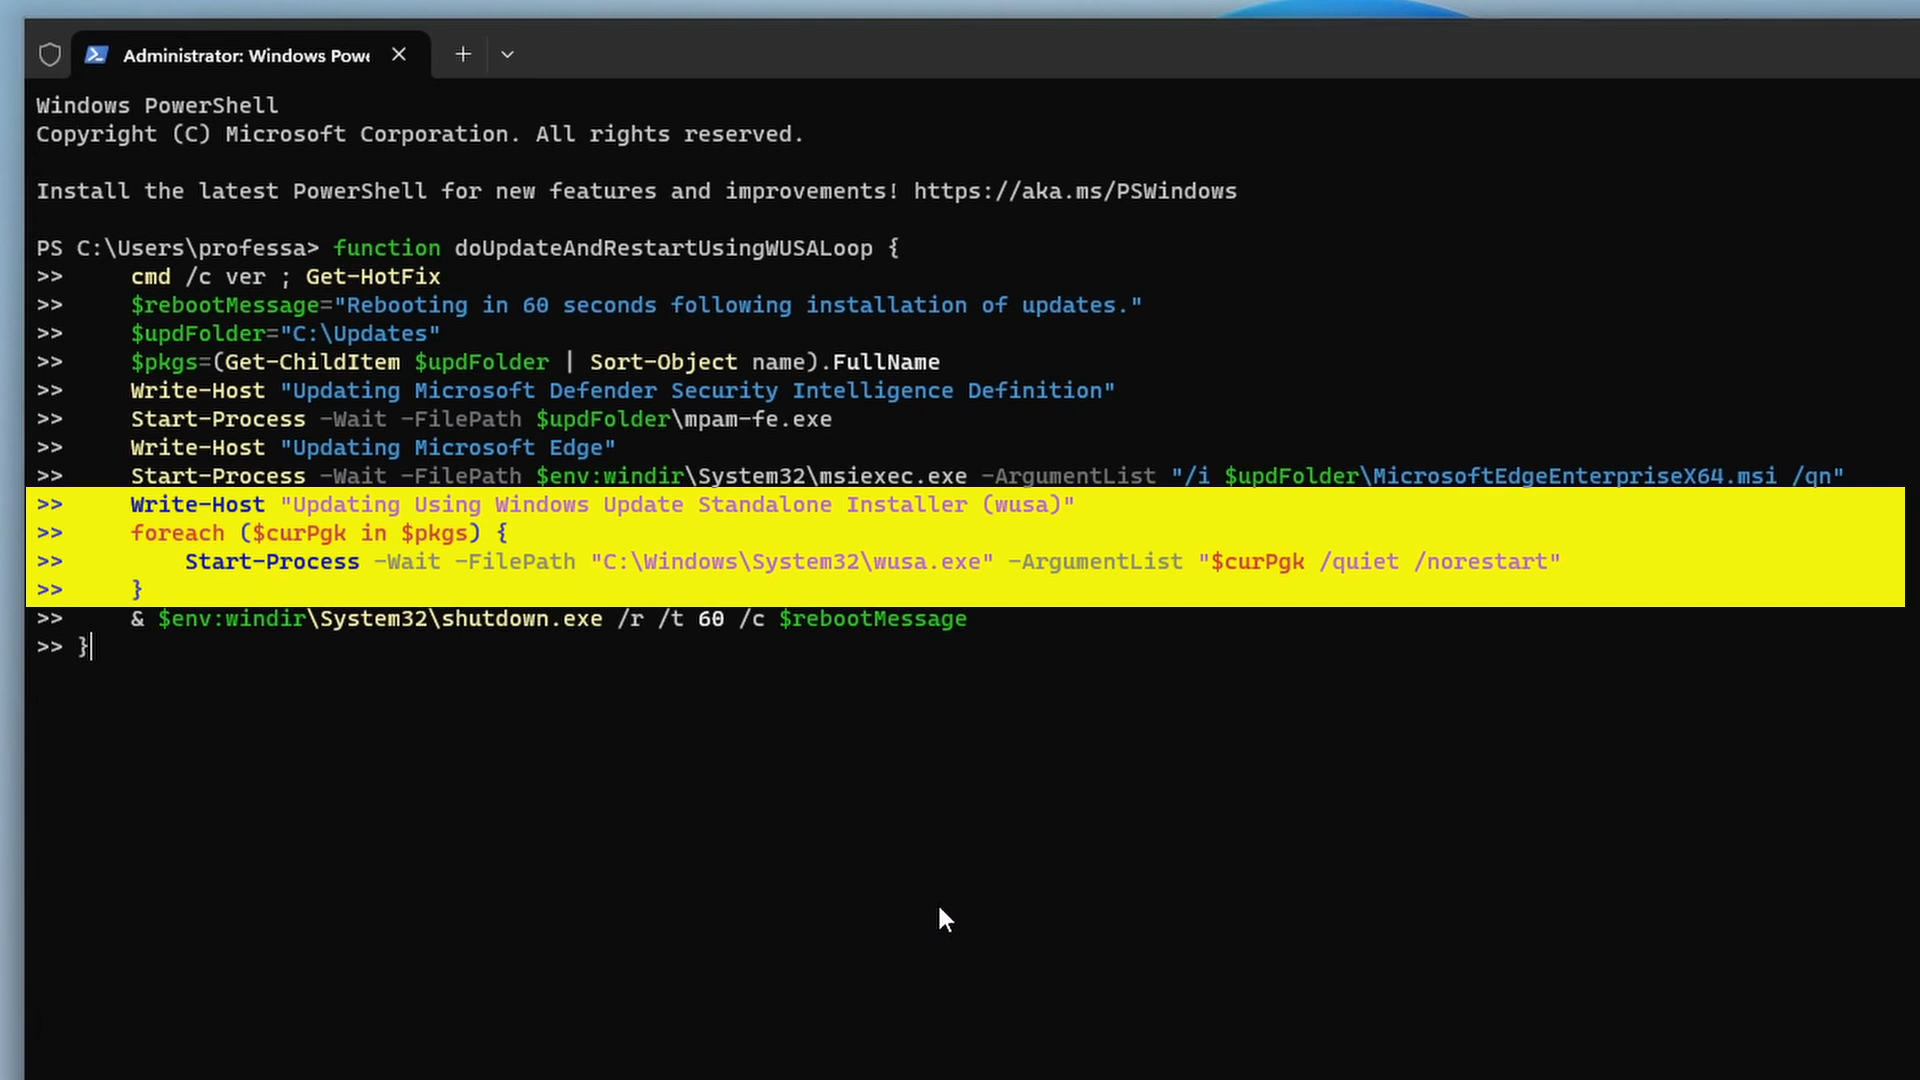 Administrator: Windows Powe
Windows PowerShell
Copyright (C) Microsoft Corporation. All rights reserved.
Install the latest PowerShell for new features and improvements! https://aka.ms/PSWindows
PS C:\Users\professa> function doUpdateAndRestartUsingWUSALoop {
>>     cmd /c ver ; Get-HotFix
>>     $rebootMessage="Rebooting in 60 seconds following installation of updates."
>>     $updFolder="C:\Updates"
>>     $pkgs=(Get-ChildItem $updFolder | Sort-Object name).FullName
>>     Write-Host "Updating Microsoft Defender Security Intelligence Definition"
>>     Start-Process -Wait -FilePath $updFolder\mpam-fe.exe
>>     Write-Host "Updating Microsoft Edge"
>>     Start-Process -Wait -FilePath $env:windir\System32\msiexec.exe -ArgumentList "/i $updFolder\MicrosoftEdgeEnterpriseX64.msi /qn"
>>     Write-Host "Updating Using Windows Update Standalone Installer (wusa)"
>>     foreach ($curPgk in $pkgs) {
>>         Start-Process -Wait -FilePath "C:\Windows\System32\wusa.exe" -ArgumentList "$curPgk /quiet /norestart"
>>     }
>>     & $env:windir\System32\shutdown.exe /r /t 60 /c $rebootMessage
>> }